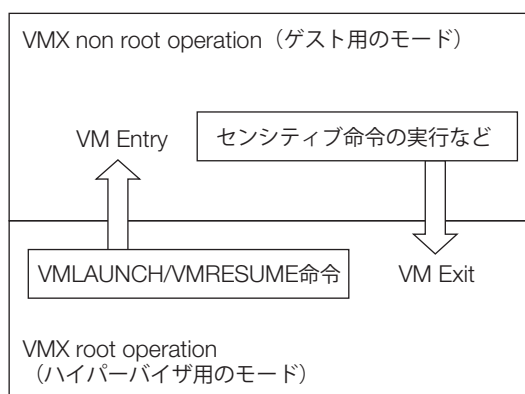 VMX non root operation（ゲスト用のモード）
VM Entry
センシティブ命令の実行など
VMLAUNCH/VMRESUME命令
VM Exit
VMX root operation
（ハイパーバイザ用のモード）